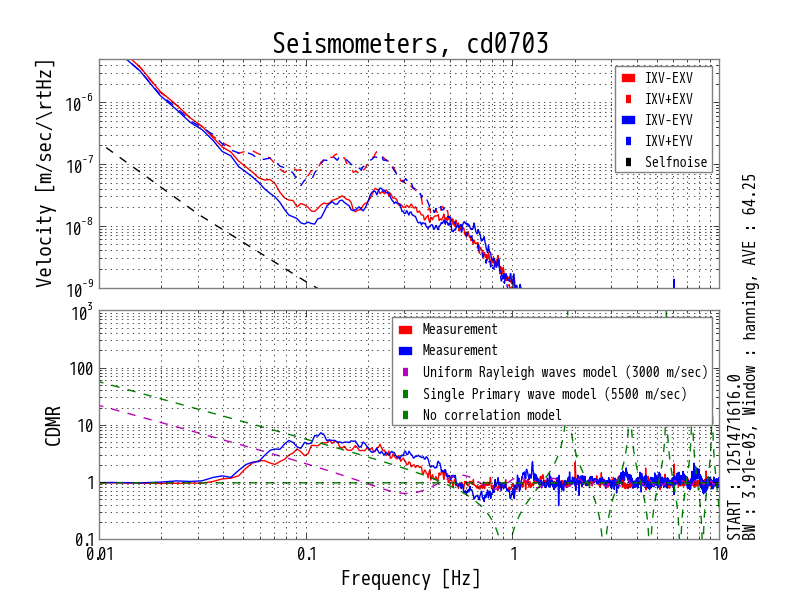 Seismometers, cd0703
Velocity [m/sec/\rtHz]
10^-6
10^-7
10^-8
10^-9
IXV-EXV
IXV+EXV
IXV-EYV
IXV+EYV
Selfnoise
CDMR
10^3
100
10
1
0.1
Measurement
Measurement
Uniform Rayleigh waves model (3000 m/sec)
Single Primary wave model (5500 m/sec)
No correlation model
0.01
0.1
1
10
Frequency [Hz]
START : 1251471616.0
BW : 3.91e-03, Window : hanning, AVE : 64.25